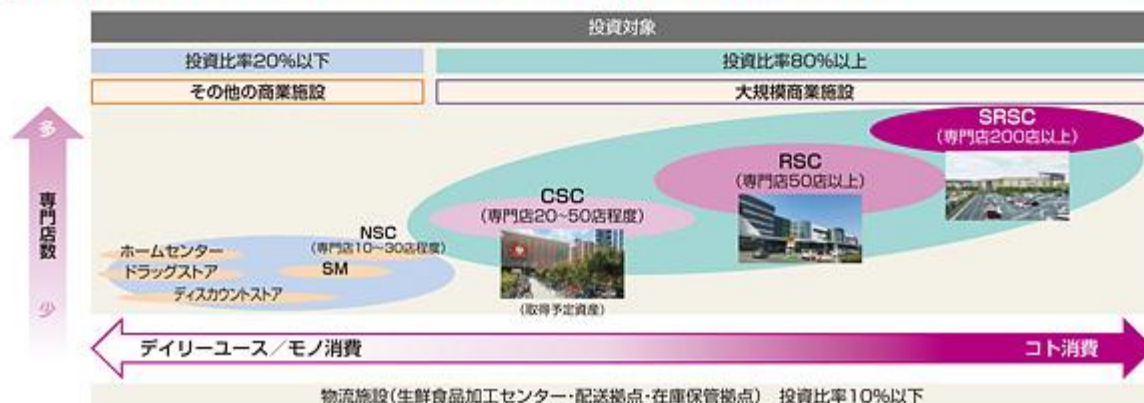 投資対象
投資比率20%以下
投資比率80%以上
その他の商業施設
大規模商業施設
多
専門店数
少
SRSC
(専門店200店以上)
RSC
(専門店50店以上)
CSC
(専門店20~50店程度)
NSC
(専門店10~30店程度)
ホームセンター
ドラッグストア
SM
ディスカウントストア
(取得予定資産)
デイリーユース/モノ消費
コト消費
物流施設(生鮮食品加工センター・配送拠点・在庫保管拠点) 投資比率10%以下